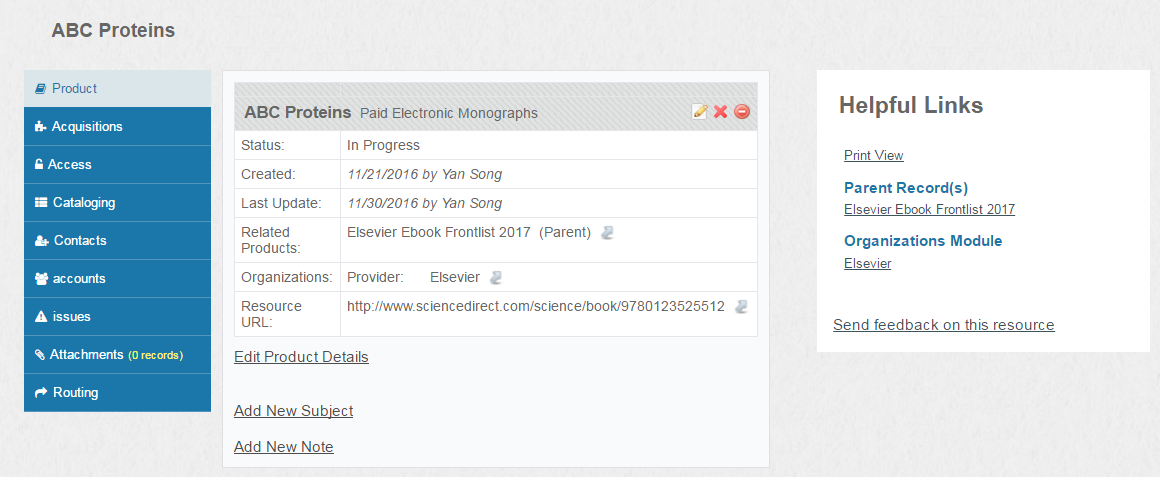 ABC Proteins
Product
Acquisitions
Access
Cataloging
Contacts
accounts
issues
Attachments (0 records)
Routing
ABC Proteins Paid Electronic Monographs
Status: In Progress
Created: 11/21/2016 by Yan Song
Last Update: 11/30/2016 by Yan Song
Related Elsevier Ebook Frontlist 2017 (Parent)
Products:
Organizations: Provider: Elsevier
Resource http://www.sciencedirect.com/science/book/9780123525512
URL:
Edit Product Details
Add New Subject
Add New Note
Helpful Links
Print View
Parent Record(s)
Elsevier Ebook Frontlist 2017
Organizations Module
Elsevier
Send feedback on this resource